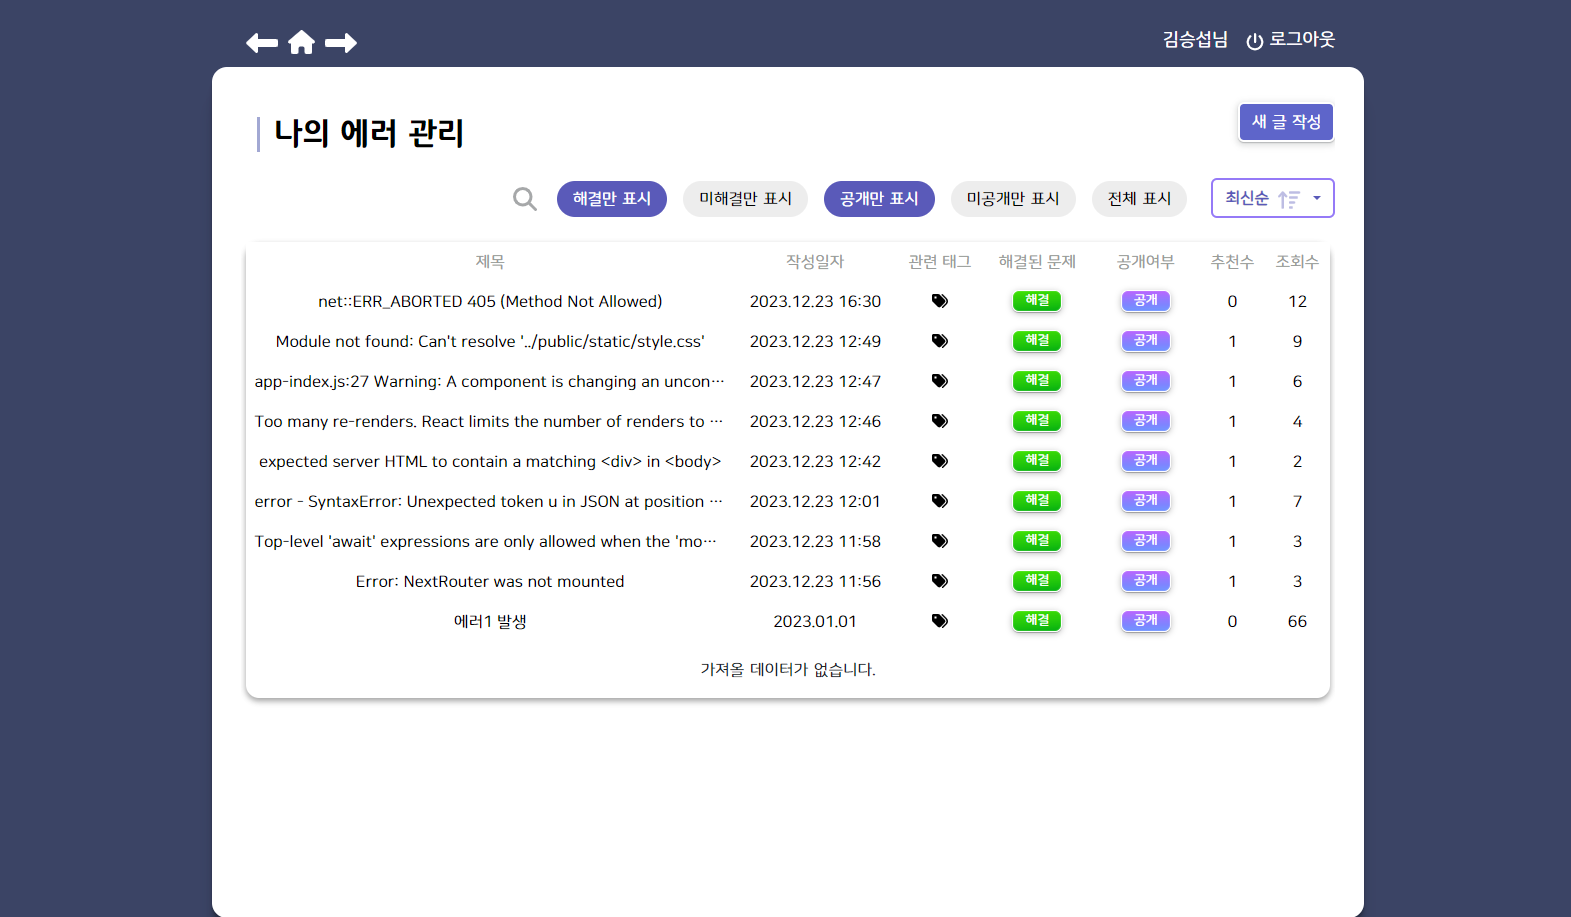 김승섭님 로그아웃
나의 에러 관리
새 글 작성
해결만 표시 미해결만 표시 공개만 표시 미공개만 표시 전체 표시 최신순
제목 작성일자 관련 태그 해결된 문제 공개여부 추천수 조회수
net::ERR_ABORTED 405 (Method Not Allowed) 2023.12.23 16:30 해결 공개 0 12
Module not found: Can't resolve '../public/static/style.css' 2023.12.23 12:49 해결 공개 1 9
app-index.js:27 Warning: A component is changing an uncon⋯ 2023.12.23 12:47 해결 공개 1 6
Too many re-renders. React limits the number of renders to ⋯ 2023.12.23 12:46 해결 공개 1 4
expected server HTML to contain a matching <div> in <body> 2023.12.23 12:42 해결 공개 1 2
error - SyntaxError: Unexpected token u in JSON at position ⋯ 2023.12.23 12:01 해결 공개 1 7
Top-level 'await' expressions are only allowed when the 'mo⋯ 2023.12.23 11:58 해결 공개 1 3
Error: NextRouter was not mounted 2023.12.23 11:56 해결 공개 1 3
에러1 발생 2023.01.01 해결 공개 0 66
가져올 데이터가 없습니다.